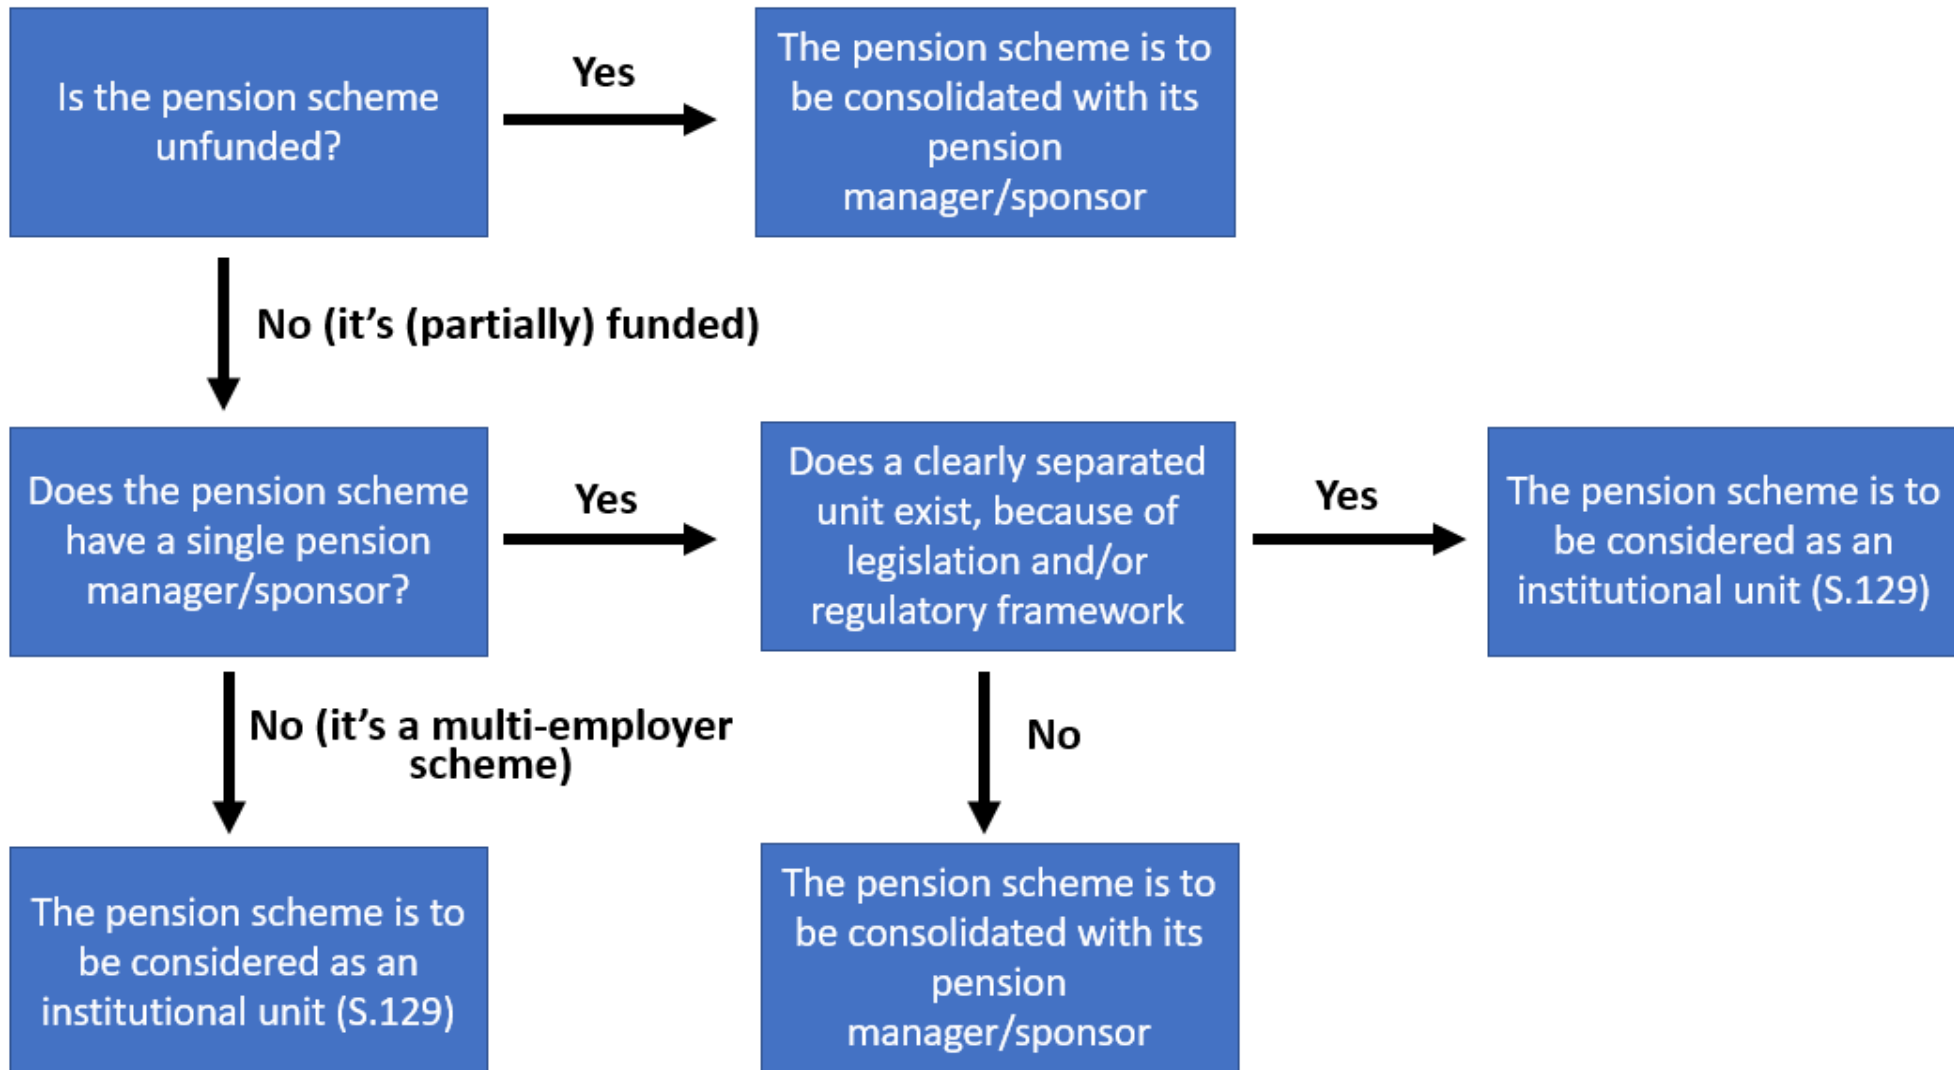 Is the pension scheme
unfunded?
Yes
The pension scheme is to
be consolidated with its
pension
manager/sponsor
No (it’s (partially) funded)
Does the pension scheme
have a single pension
manager/sponsor?
Yes
Does a clearly separated
unit exist, because of
legislation and/or
regulatory framework
Yes
The pension scheme is to
be considered as an
institutional unit (S.129)
No (it’s a multi-employer
scheme)
No
The pension scheme is to
be considered as an
institutional unit (S.129)
The pension scheme is to
be consolidated with its
pension
manager/sponsor